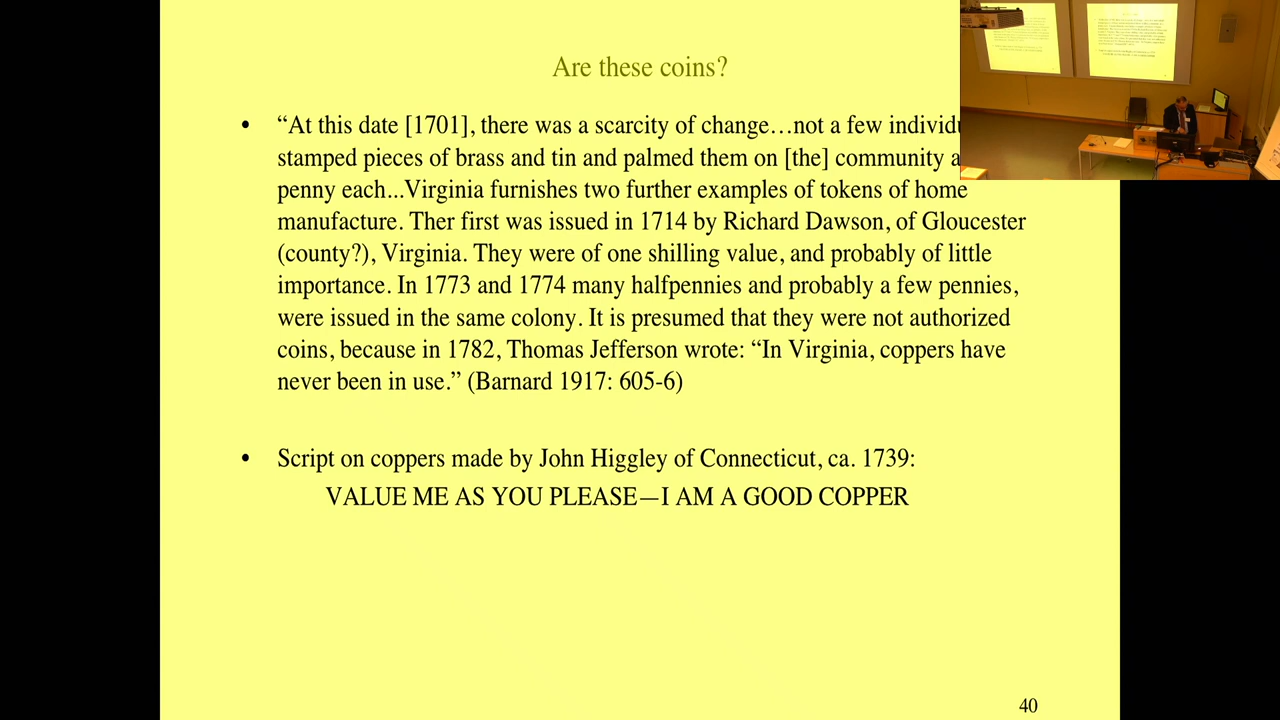 Are these coins?
• “At this date [1701], there was a scarcity of change…not a few
stamped pieces of brass and tin and palmed them on [the] community
penny each...Virginia furnishes two further examples of tokens of home
manufacture. Ther first was issued in 1714 by Richard Dawson, of Gloucester
(county?), Virginia. They were of one shilling value, and probably of little
importance. In 1773 and 1774 many halfpennies and probably a few pennies,
were issued in the same colony. It is presumed that they were not authorized
coins, because in 1782, Thomas Jefferson wrote: “In Virginia, coppers have
never been in use.” (Barnard 1917: 605-6)
• Script on coppers made by John Higgley of Connecticut, ca. 1739:
VALUE ME AS YOU PLEASE—I AM A GOOD COPPER
40